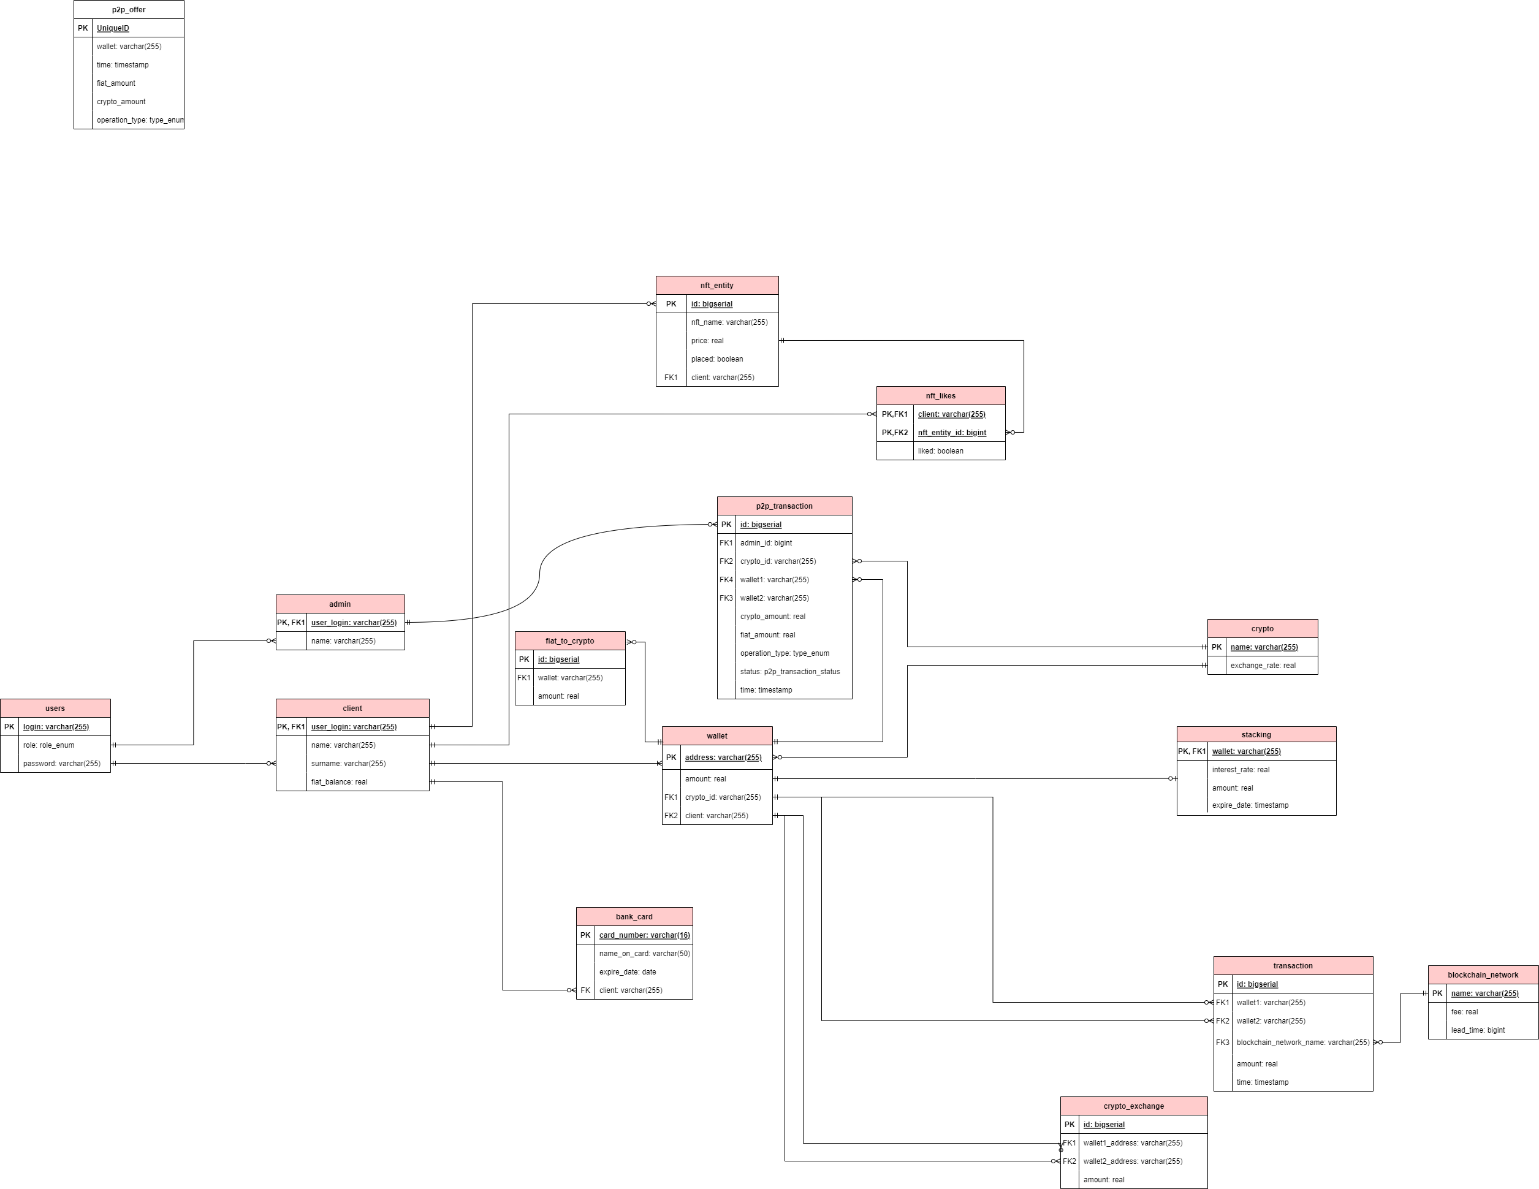 p2p_offer
PK UniqueID
wallet: varchar(255)
time: timestamp
fiat_amount
crypto_amount
operation_type: type_enum
nft_entity
PK id: bigserial
nft_name: varchar(255)
price: real
placed: boolean
FK1 client: varchar(255)
nft_likes
PK,FK1 client: varchar(255)
PK,FK2 nft_entity_id: bigint
liked: boolean
p2p_transaction
PK id: bigserial
FK1 admin_id: bigint
FK2 crypto_id: varchar(255)
FK4 wallet1: varchar(255)
FK3 wallet2: varchar(255)
crypto_amount: real
fiat_amount: real
operation_type: type_enum
status: p2p_transaction_status
time: timestamp
admin
PK, FK1 user_login: varchar(255)
name: varchar(255)
fiat_to_crypto
PK id: bigserial
FK1 wallet: varchar(255)
amount: real
crypto
PK name: varchar(255)
exchange_rate: real
users
PK login: varchar(255)
role: role_enum
password: varchar(255)
client
PK, FK1 user_login: varchar(255)
name: varchar(255)
surname: varchar(255)
fiat_balance: real
wallet
PK address: varchar(255)
amount: real
FK1 crypto_id: varchar(255)
FK2 client: varchar(255)
stacking
PK, FK1 wallet: varchar(255)
interest_rate: real
amount: real
expire_date: timestamp
bank_card
PK card_number: varchar(16)
name_on_card: varchar(50)
expire_date: date
FK client: varchar(255)
transaction
PK id: bigserial
FK1 wallet1: varchar(255)
FK2 wallet2: varchar(255)
FK3 blockchain_network_name: varchar(255)
amount: real
time: timestamp
blockchain_network
PK name: varchar(255)
fee: real
lead_time: bigint
crypto_exchange
PK id: bigserial
FK1 wallet1_address: varchar(255)
FK2 wallet2_address: varchar(255)
amount: real